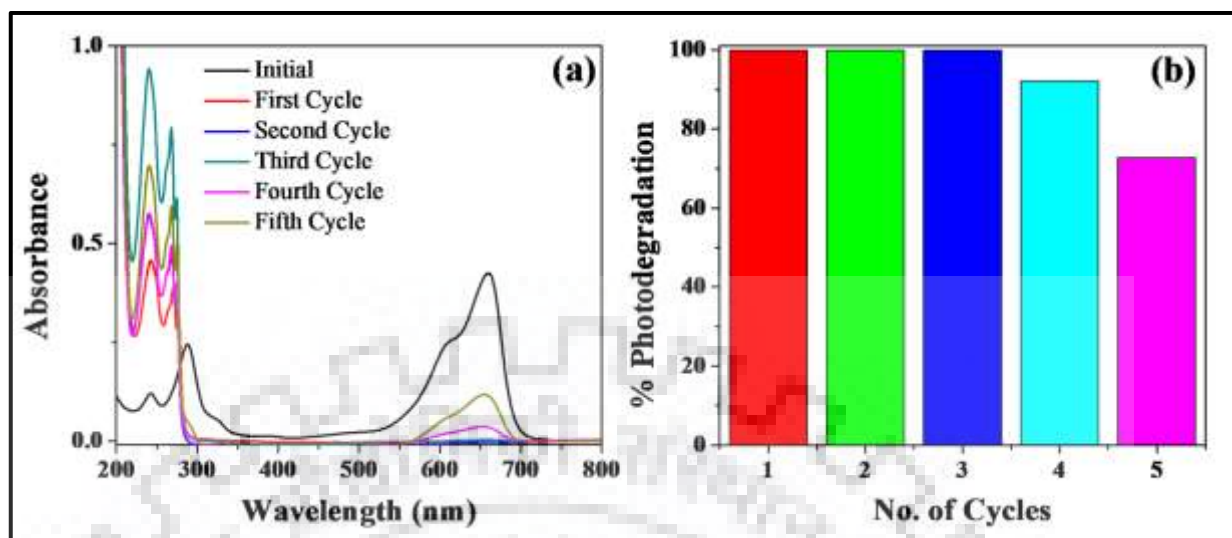 (a)
Initial
First Cycle
Second Cycle
Third Cycle
Fourth Cycle
Fifth Cycle
1.0
0.5
0.0
Absorbance
200 300 400 500 600 700 800
Wavelength (nm)
(b)
100
80
60
40
20
0
% Photodegradation
1 2 3 4 5
No. of Cycles